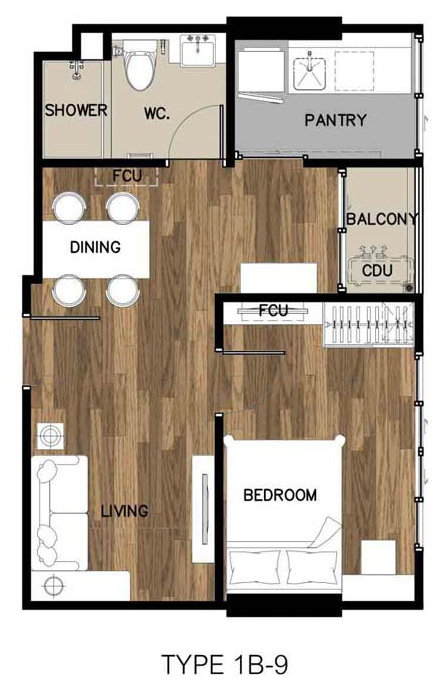 SHOWER
WC.
PANTRY
FCU
BALCONY
DINING
CDU
FCU
BEDROOM
LIVING
TYPE 1B-9